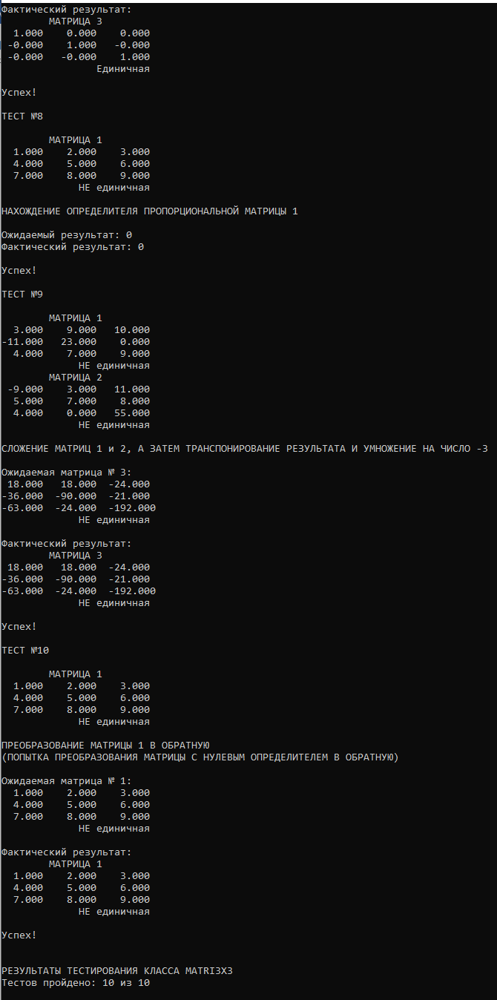 Фактический результат:
МАТРИЦА 3
1.000 0.000 0.000
-0.000 1.000 -0.000
-0.000 -0.000 1.000
Единичная
Успех!
ТЕСТ №8
МАТРИЦА 1
1.000 2.000 3.000
4.000 5.000 6.000
7.000 8.000 9.000
НЕ единичная
НАХОЖДЕНИЕ ОПРЕДЕЛИТЕЛЯ ПРОПОРЦИОНАЛЬНОЙ МАТРИЦЫ 1
Ожидаемый результат: 0
Фактический результат: 0
Успех!
ТЕСТ №9
МАТРИЦА 1
3.000 9.000 10.000
-11.000 23.000 0.000
4.000 7.000 9.000
НЕ единичная
МАТРИЦА 2
-9.000 3.000 11.000
5.000 7.000 8.000
4.000 0.000 55.000
НЕ единичная
СЛОЖЕНИЕ МАТРИЦ 1 и 2, А ЗАТЕМ ТРАНСПОНИРОВАНИЕ РЕЗУЛЬТАТА И УМНОЖЕНИЕ НА ЧИСЛО -3
Ожидаемая матрица № 3:
18.000 18.000 -24.000
-36.000 -90.000 -21.000
-63.000 -24.000 -192.000
НЕ единичная
Фактический результат:
МАТРИЦА 3
18.000 18.000 -24.000
-36.000 -90.000 -21.000
-63.000 -24.000 -192.000
НЕ единичная
Успех!
ТЕСТ №10
МАТРИЦА 1
1.000 2.000 3.000
4.000 5.000 6.000
7.000 8.000 9.000
НЕ единичная
ПРЕОБРАЗОВАНИЕ МАТРИЦЫ 1 В ОБРАТНУЮ
(ПОПЫТКА ПРЕОБРАЗОВАНИЯ МАТРИЦЫ С НУЛЕВЫМ ОПРЕДЕЛИТЕЛЕМ В ОБРАТНУЮ)
Ожидаемая матрица № 1:
1.000 2.000 3.000
4.000 5.000 6.000
7.000 8.000 9.000
НЕ единичная
Фактический результат:
МАТРИЦА 1
1.000 2.000 3.000
4.000 5.000 6.000
7.000 8.000 9.000
НЕ единичная
Успех!
РЕЗУЛЬТАТЫ ТЕСТИРОВАНИЯ КЛАССА MATRI3X3
Тестов пройдено: 10 из 10